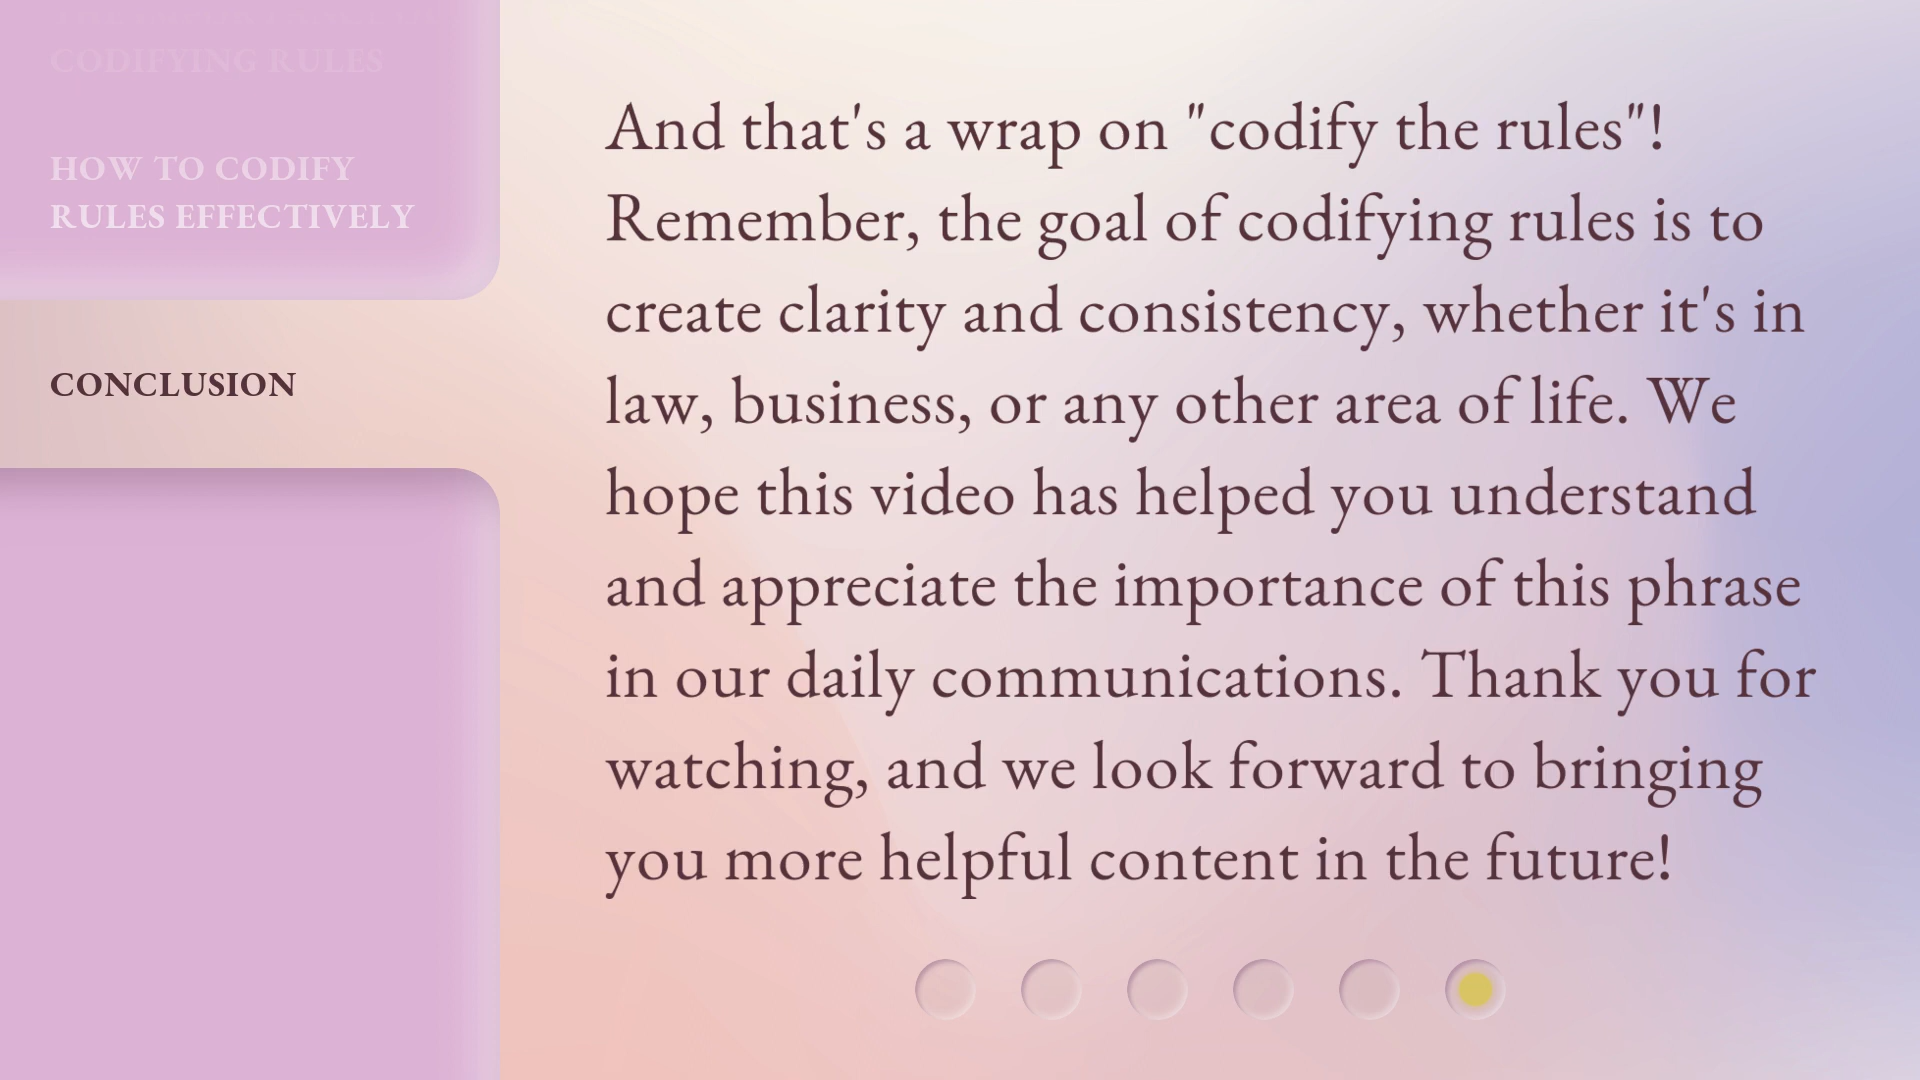 CODIFYING RULES
HOW TO CODIFY
RULES EFFECTIVELY
CONCLUSION
And that's a wrap on "codify the rules"!
Remember, the goal of codifying rules is to
create clarity and consistency, whether it's in
law, business, or any other area of life. We
hope this video has helped you understand
and appreciate the importance of this phrase
in our daily communications. Thank you for
watching, and we look forward to bringing
you more helpful content in the future!